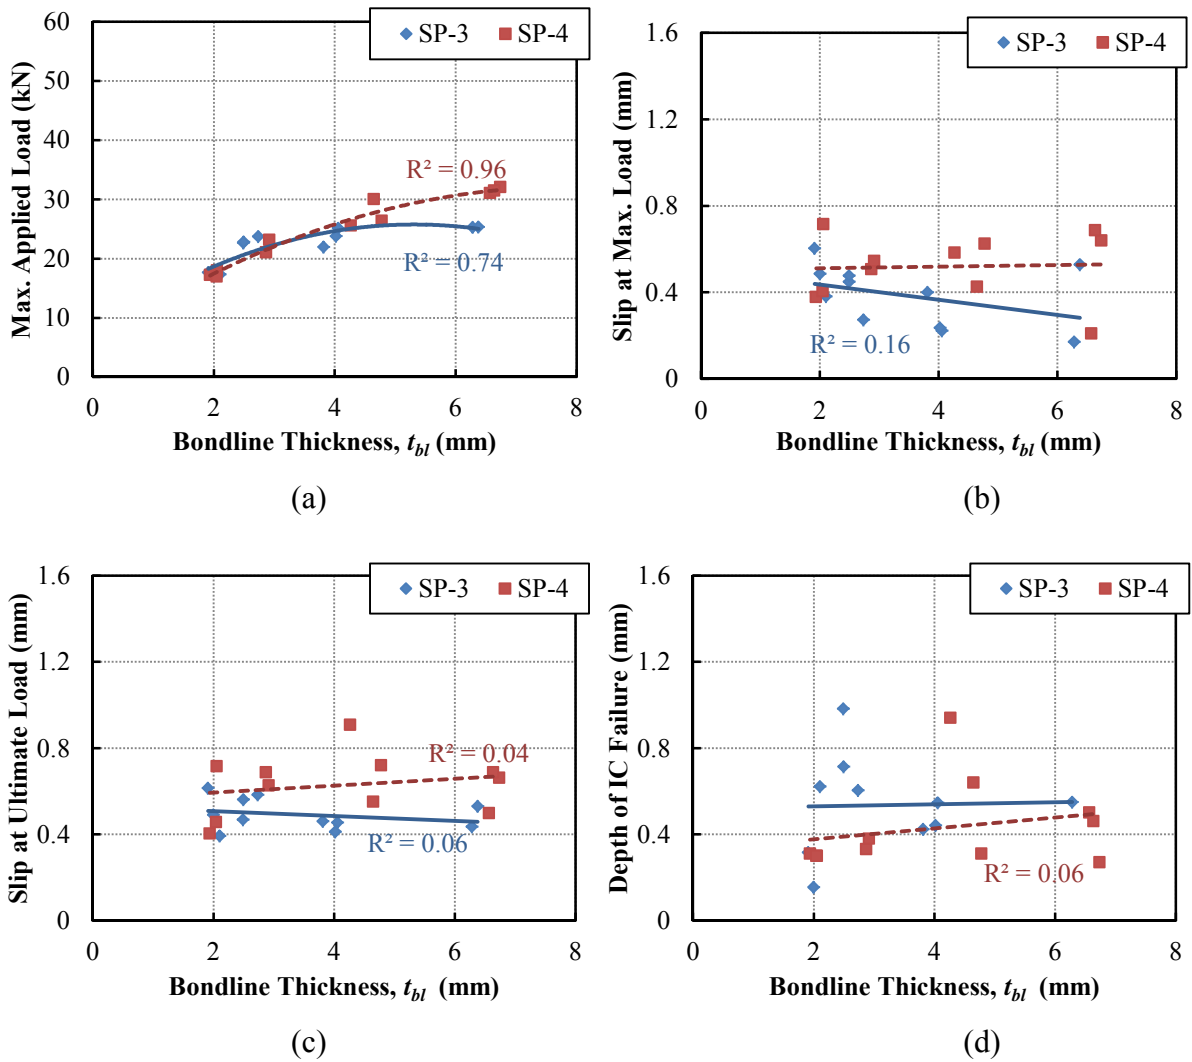 SP-3 SP-4
60
50
40
30
20
10
0
0 2 4 6 8
Max. Applied Load (kN)
Bondline Thickness, tbl (mm)
R² = 0.96
R² = 0.74
(a)
SP-3 SP-4
1.6
1.2
0.8
0.4
0
0 2 4 6 8
Slip at Max. Load (mm)
Bondline Thickness, tbl (mm)
R² = 0.16
(b)
SP-3 SP-4
1.6
1.2
0.8
0.4
0
0 2 4 6 8
Slip at Ultimate Load (mm)
Bondline Thickness, tbl (mm)
R² = 0.04
R² = 0.06
(c)
SP-3 SP-4
1.6
1.2
0.8
0.4
0
0 2 4 6 8
Depth of IC Failure (mm)
Bondline Thickness, tbl (mm)
R² = 0.06
(d)